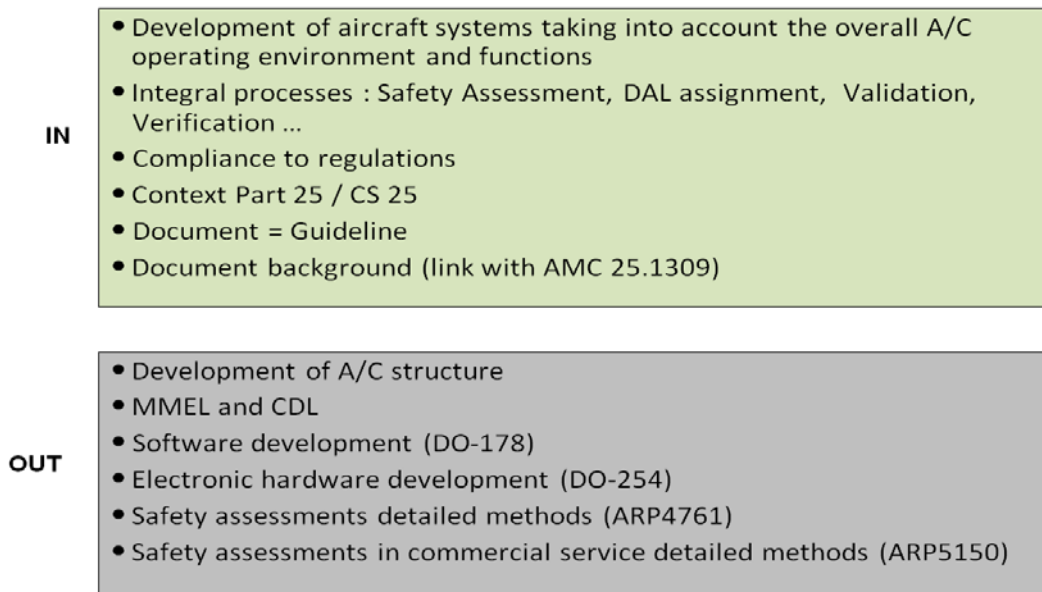 IN
• Development of aircraft systems taking into account the overall A/C
operating environment and functions
• Integral processes : Safety Assessment, DAL assignment, Validation,
Verification ...
• Compliance to regulations
• Context Part 25 / CS 25
• Document = Guideline
• Document background (link with AMC 25.1309)
OUT
• Development of A/C structure
• MMEL and CDL
• Software development (DO-178)
• Electronic hardware development (DO-254)
• Safety assessments detailed methods (ARP4761)
• Safety assessments in commercial service detailed methods (ARP5150)